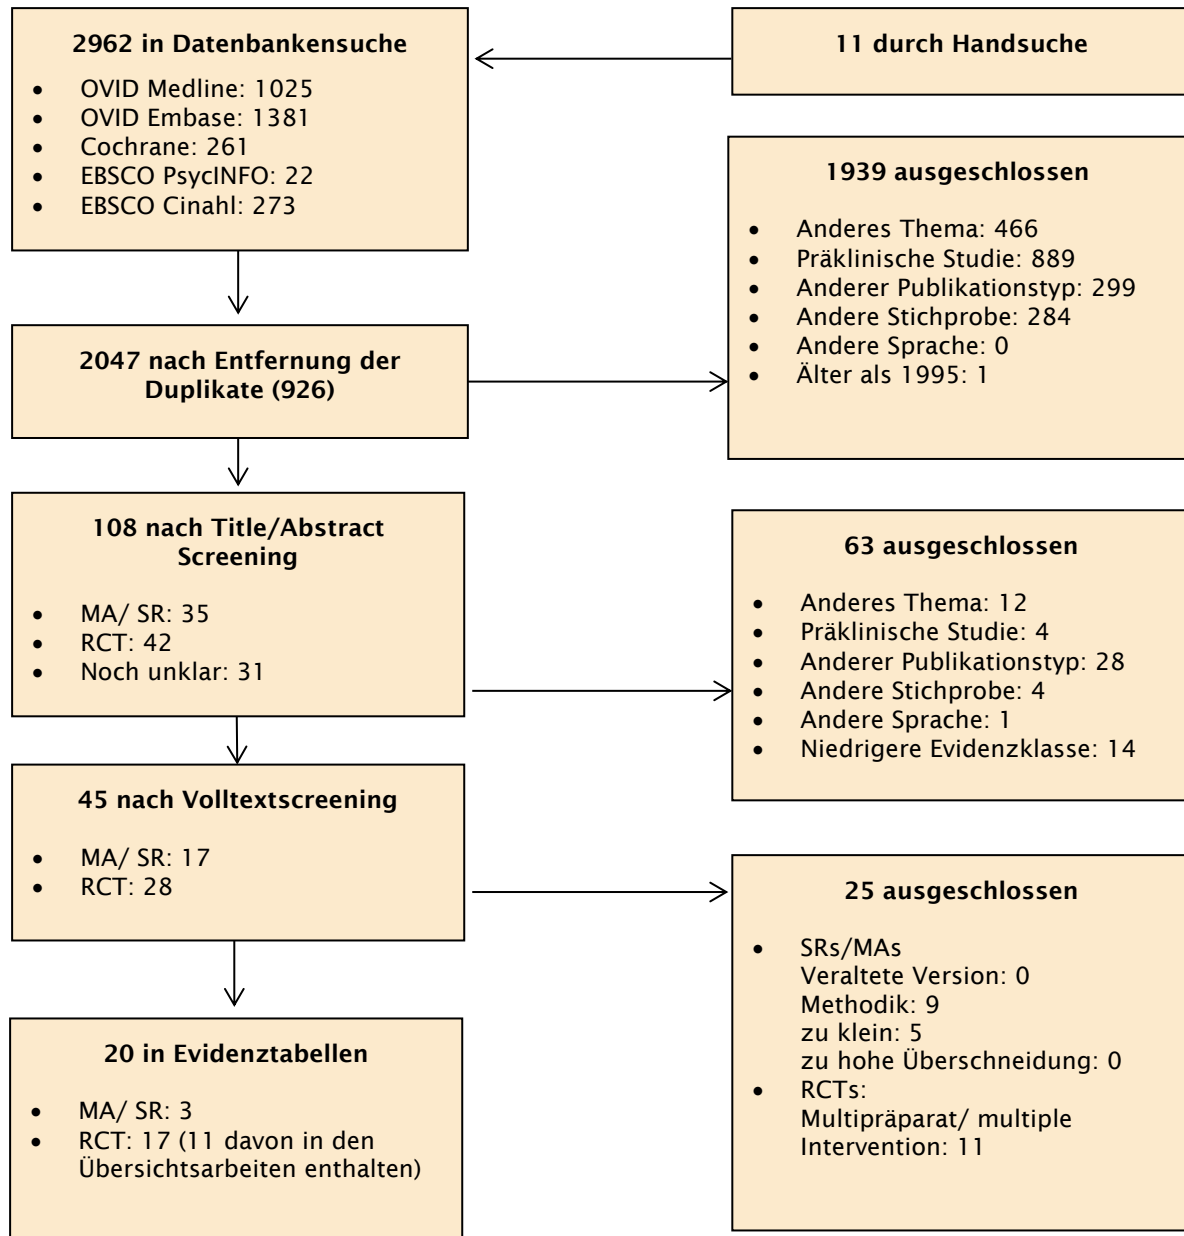 2962 in Datenbankensuche
• OVID Medline: 1025
• OVID Embase: 1381
• Cochrane: 261
• EBSCO PsycINFO: 22
• EBSCO Cinahl: 273
11 durch Handsuche
2047 nach Entfernung der
Duplikate (926)
1939 ausgeschlossen
• Anderes Thema: 466
• Präklinische Studie: 889
• Anderer Publikationstyp: 299
• Andere Stichprobe: 284
• Andere Sprache: 0
• Älter als 1995: 1
108 nach Title/Abstract
Screening
• MA/ SR: 35
• RCT: 42
• Noch unklar: 31
63 ausgeschlossen
• Anderes Thema: 12
• Präklinische Studie: 4
• Anderer Publikationstyp: 28
• Andere Stichprobe: 4
• Andere Sprache: 1
• Niedrigere Evidenzklasse: 14
45 nach Volltextscreening
• MA/ SR: 17
• RCT: 28
25 ausgeschlossen
• SRs/MAs
Veraltete Version: 0
Methodik: 9
zu klein: 5
zu hohe Überschneidung: 0
• RCTs:
Multipräparat/ multiple
Intervention: 11
20 in Evidenztabellen
• MA/ SR: 3
• RCT: 17 (11 davon in den
Übersichtsarbeiten enthalten)